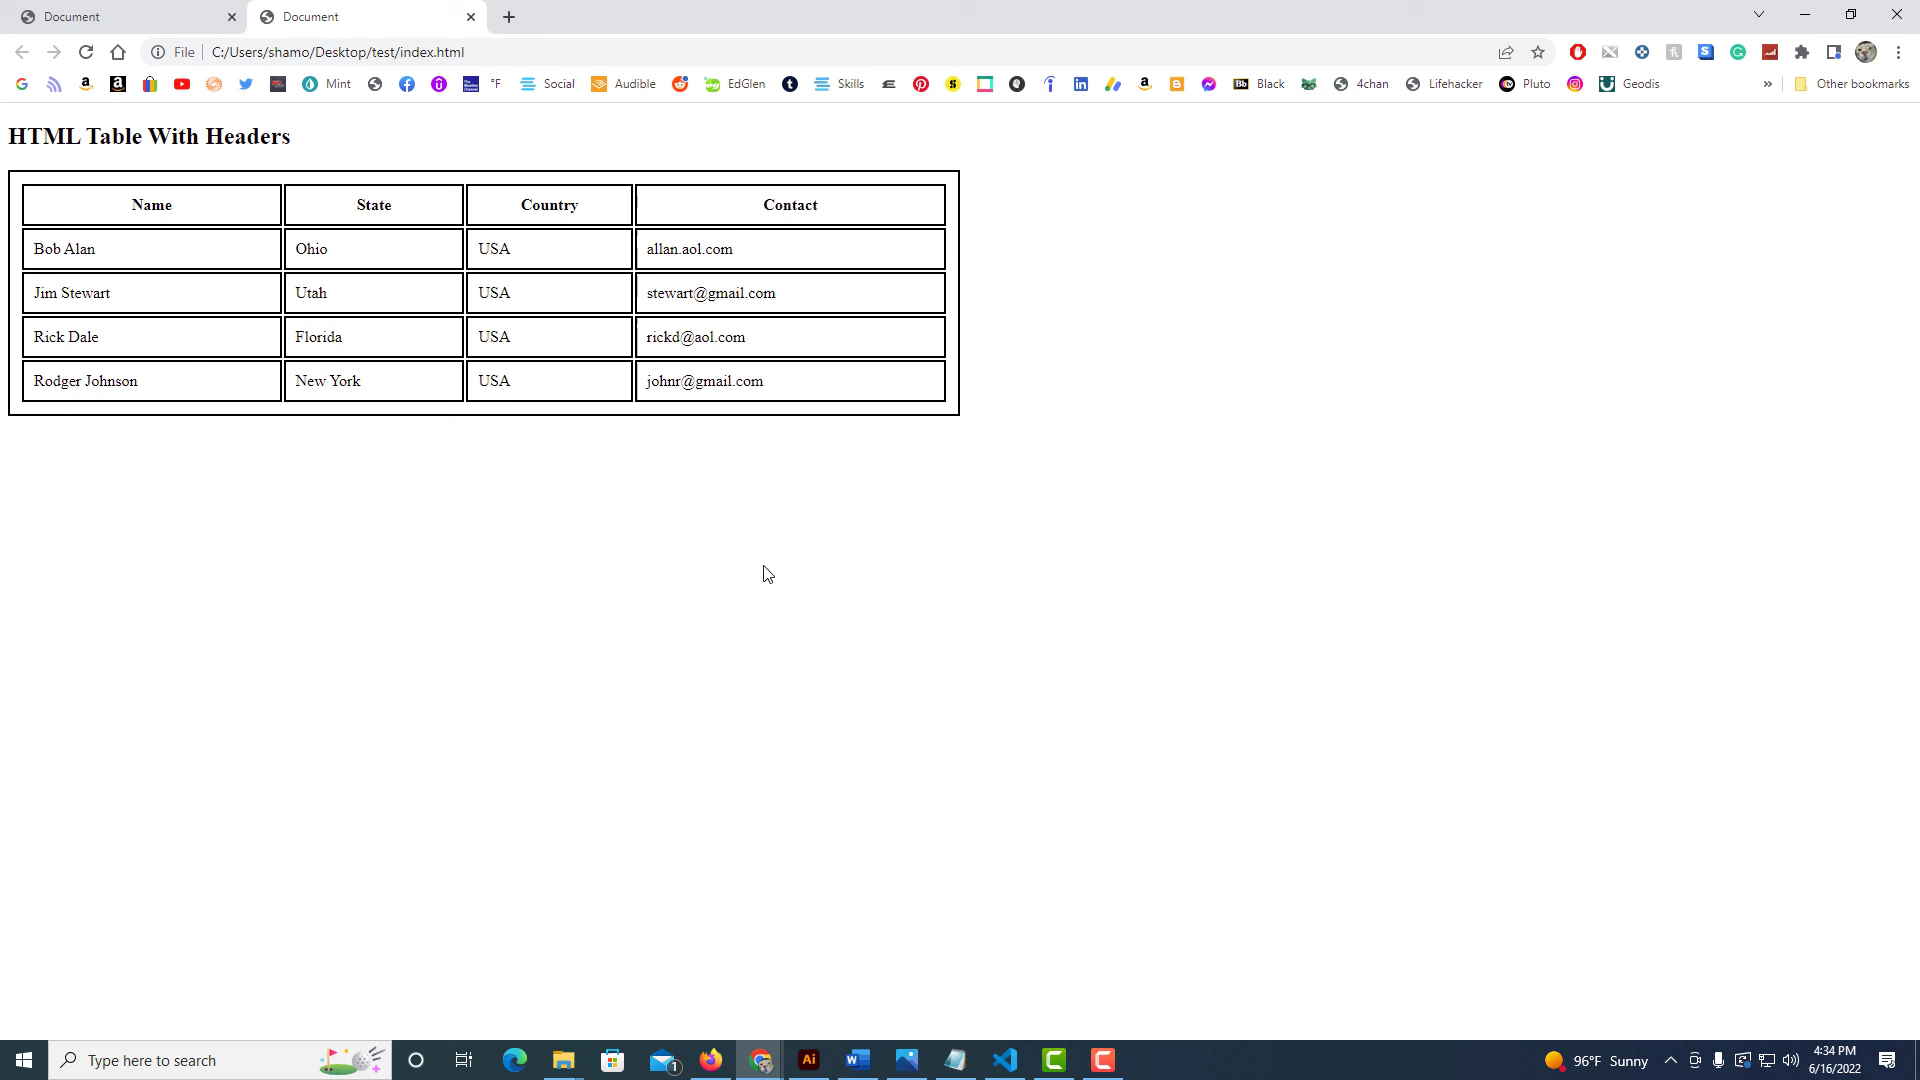 Document Document
File C:/Users/shamo/Desktop/test/index.html
Mint °F Social Audible EdGlen Skills Bb Black 4chan Lifehacker Pluto Geodis » Other bookmarks
HTML Table With Headers
Name State Country Contact
Bob Alan Ohio USA allan.aol.com
Jim Stewart Utah USA stewart@gmail.com
Rick Dale Florida USA rickd@aol.com
Rodger Johnson New York USA johnr@gmail.com
Type here to search 1 Ai W 96°F Sunny 4:34 PM
6/16/2022